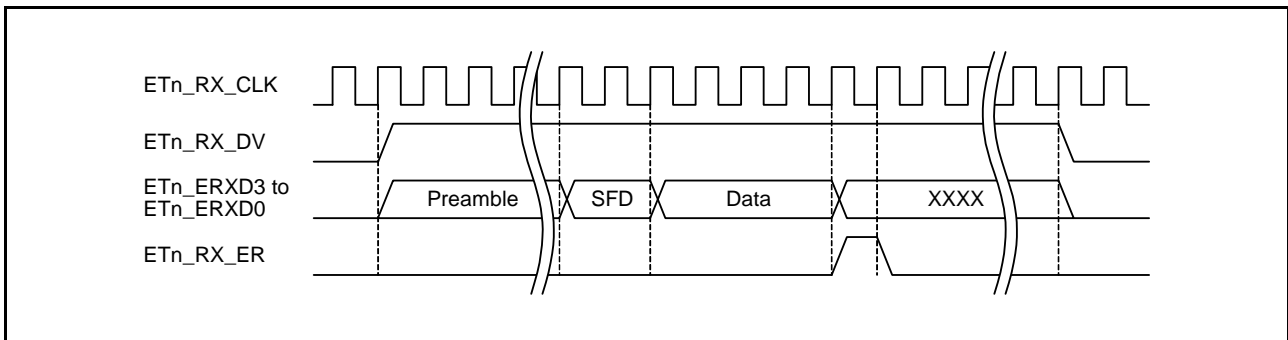 ETn_RX_CLK
ETn_RX_DV
ETn_ERXD3 to
ETn_ERXD0
Preamble
SFD
Data
XXXX
ETn_RX_ER